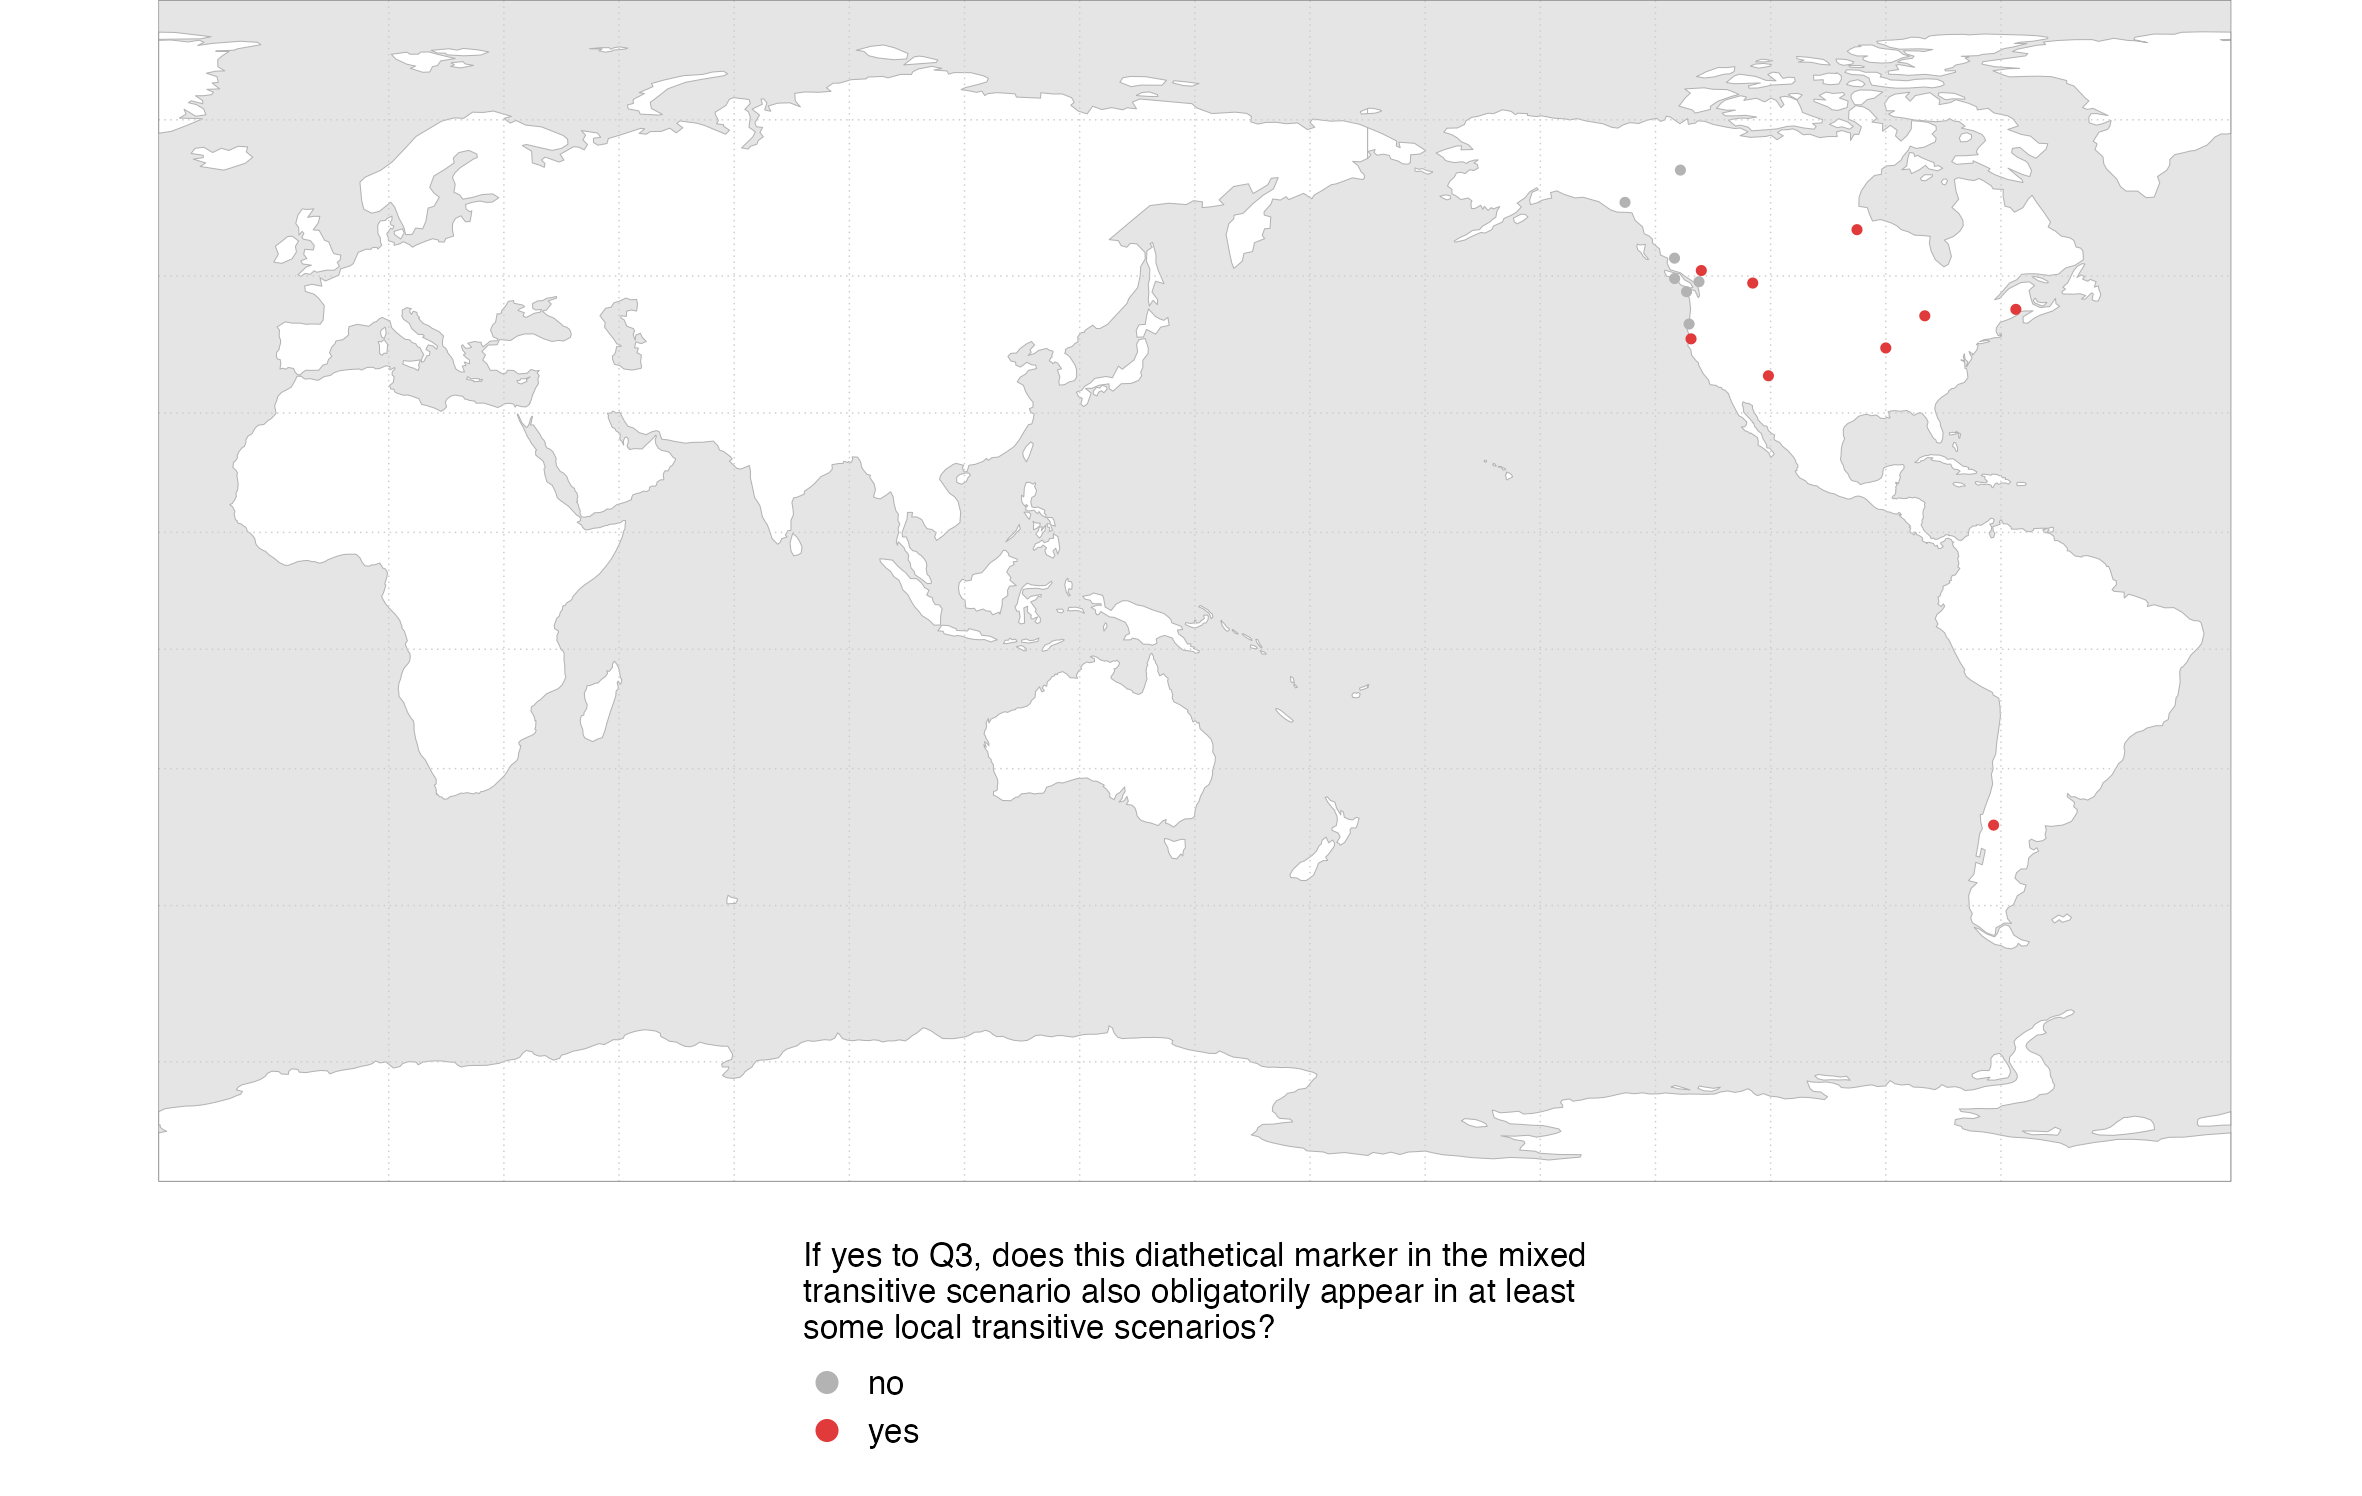 If yes to Q3, does this diathetical marker in the mixed
transitive scenario also obligatorily appear in at least
some local transitive scenarios?
no
yes